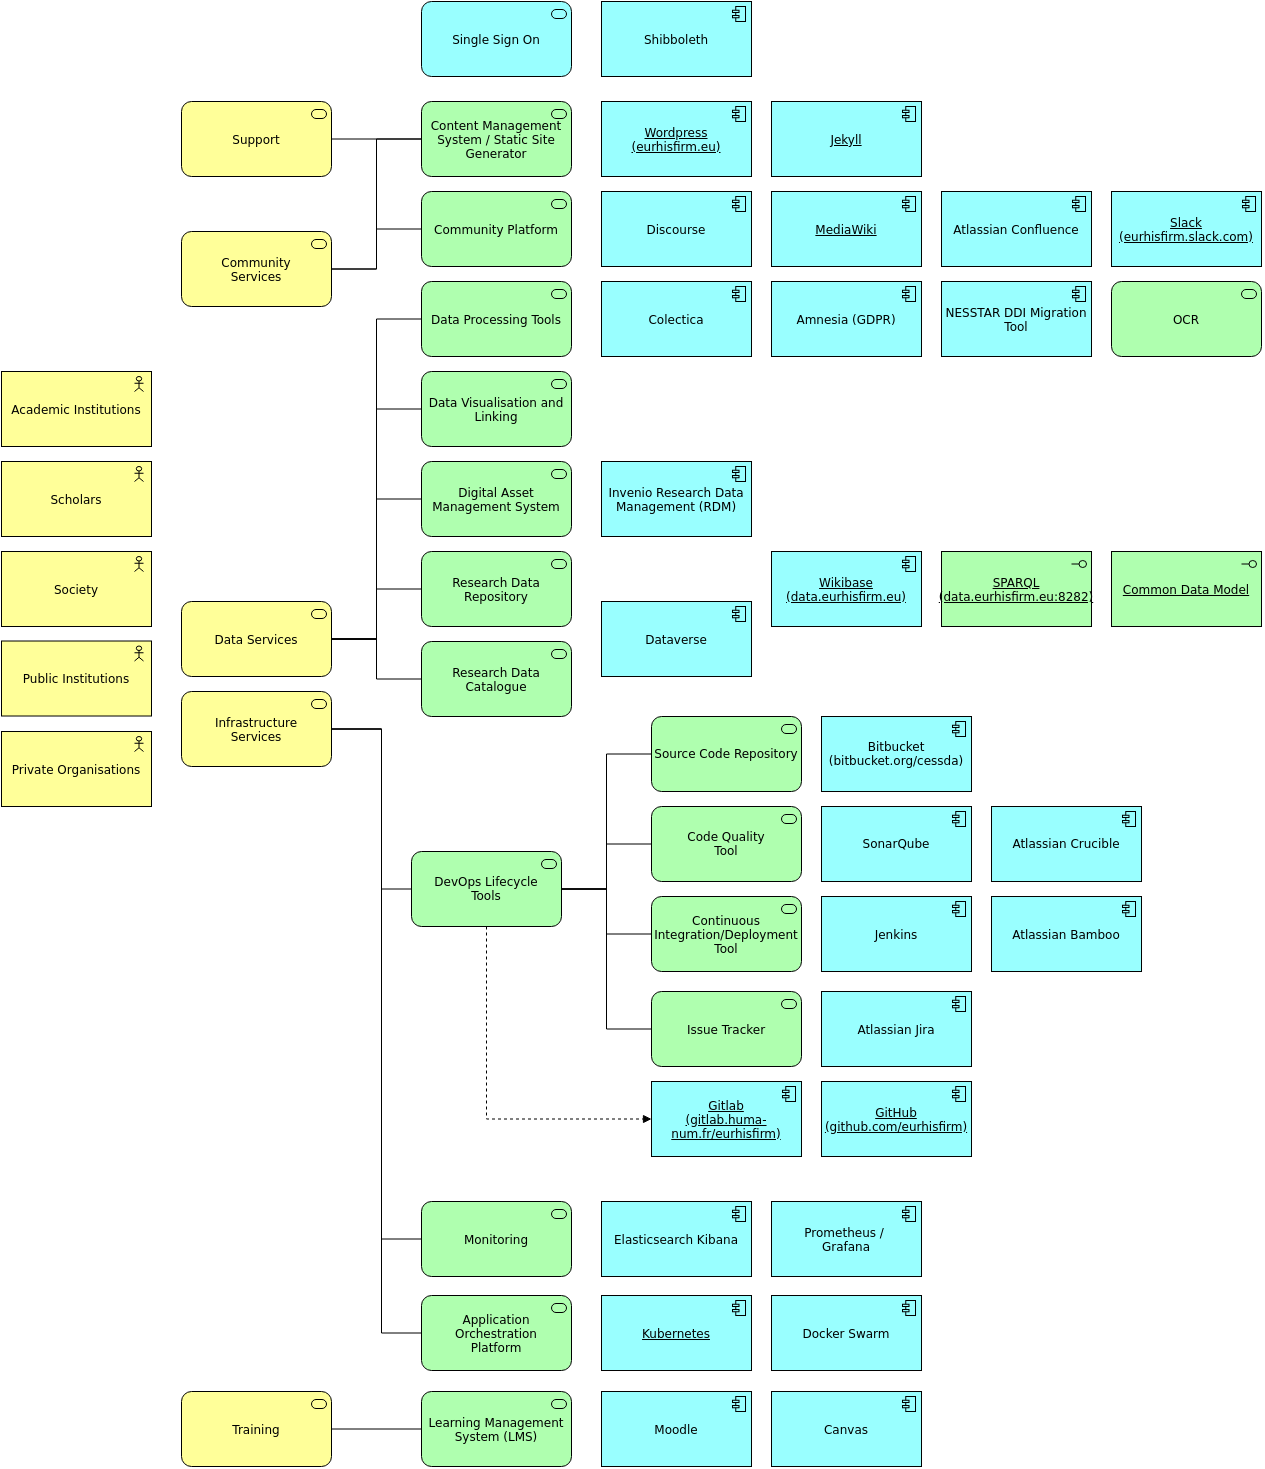 Single Sign On
Shibboleth
Support
Content Management
System / Static Site
Generator
Wordpress
(eurhisfirm.eu)
Jekyll
Community
Services
Community Platform
Discourse
MediaWiki
Atlassian Confluence
Slack
(eurhisfirm.slack.com)
Data Processing Tools
Colectica
Amnesia (GDPR)
NESSTAR DDI Migration
Tool
OCR
Academic Institutions
Data Visualisation and
Linking
Scholars
Digital Asset
Management System
Invenio Research Data
Management (RDM)
Society
Research Data
Repository
Wikibase
(data.eurhisfirm.eu)
SPARQL
(data.eurhisfirm.eu:8282)
Common Data Model
Data Services
Dataverse
Public Institutions
Research Data
Catalogue
Infrastructure
Services
Private Organisations
Source Code Repository
Bitbucket
(bitbucket.org/cessda)
Code Quality
Tool
SonarQube
Atlassian Crucible
DevOps Lifecycle
Tools
Continuous
Integration/Deployment
Tool
Jenkins
Atlassian Bamboo
Issue Tracker
Atlassian Jira
Gitlab
(gitlab.huma-
num.fr/eurhisfirm)
GitHub
(github.com/eurhisfirm)
Monitoring
Elasticsearch Kibana
Prometheus /
Grafana
Application
Orchestration
Platform
Kubernetes
Docker Swarm
Training
Learning Management
System (LMS)
Moodle
Canvas